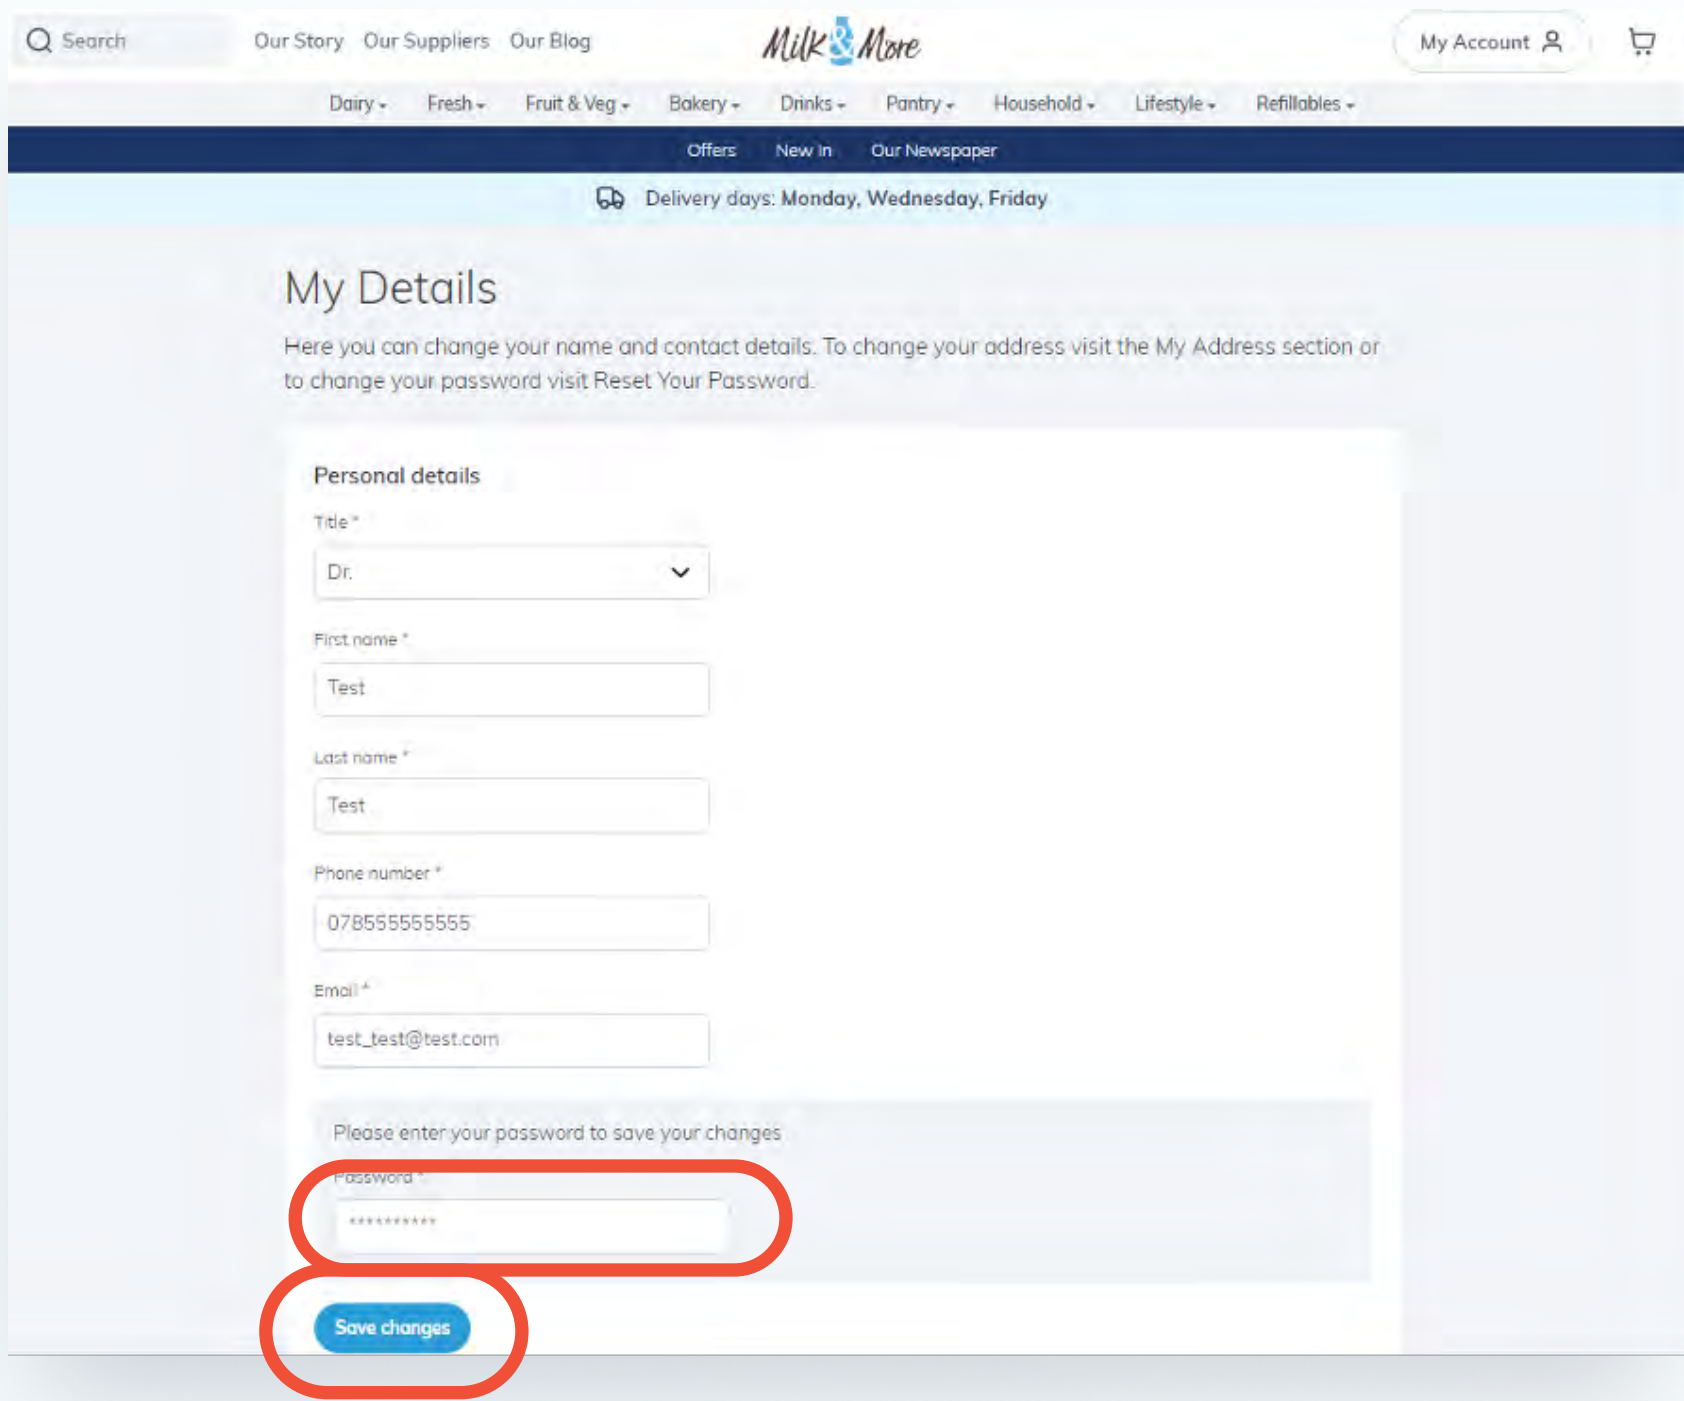 Search
Our Story Our Suppliers Our Blog
Milk & More
My Account
Dairy Fresh Fruit & Veg Bakery Drinks Pantry Household Lifestyle Refillables
Offers New In Our Newspaper
Delivery days: Monday, Wednesday, Friday
My Details
Here you can change your name and contact details. To change your address visit the My Address section or
to change your password visit Reset Your Password.
Personal details
Title *
Dr.
First name *
Test
Last name *
Test
Phone number *
078555555555
Email *
test_test@test.com
Please enter your password to save your changes
Password *
**********
Save changes